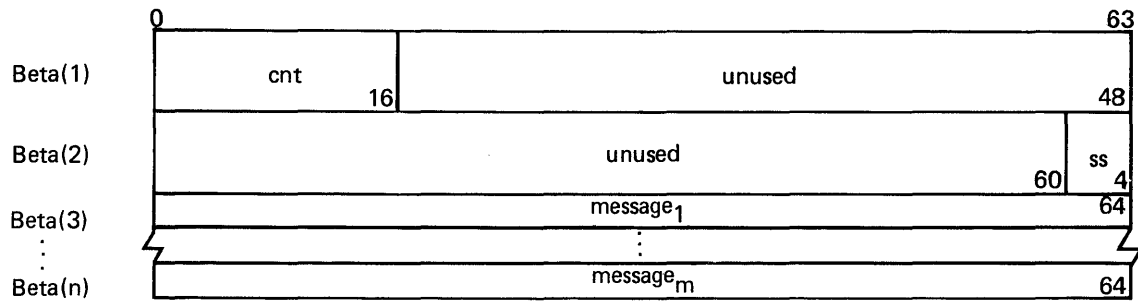 0 63
Beta(1) cnt 16 unused 48
Beta(2) unused 60 ss 4
Beta(3) message1 64
Beta(n) messagem 64